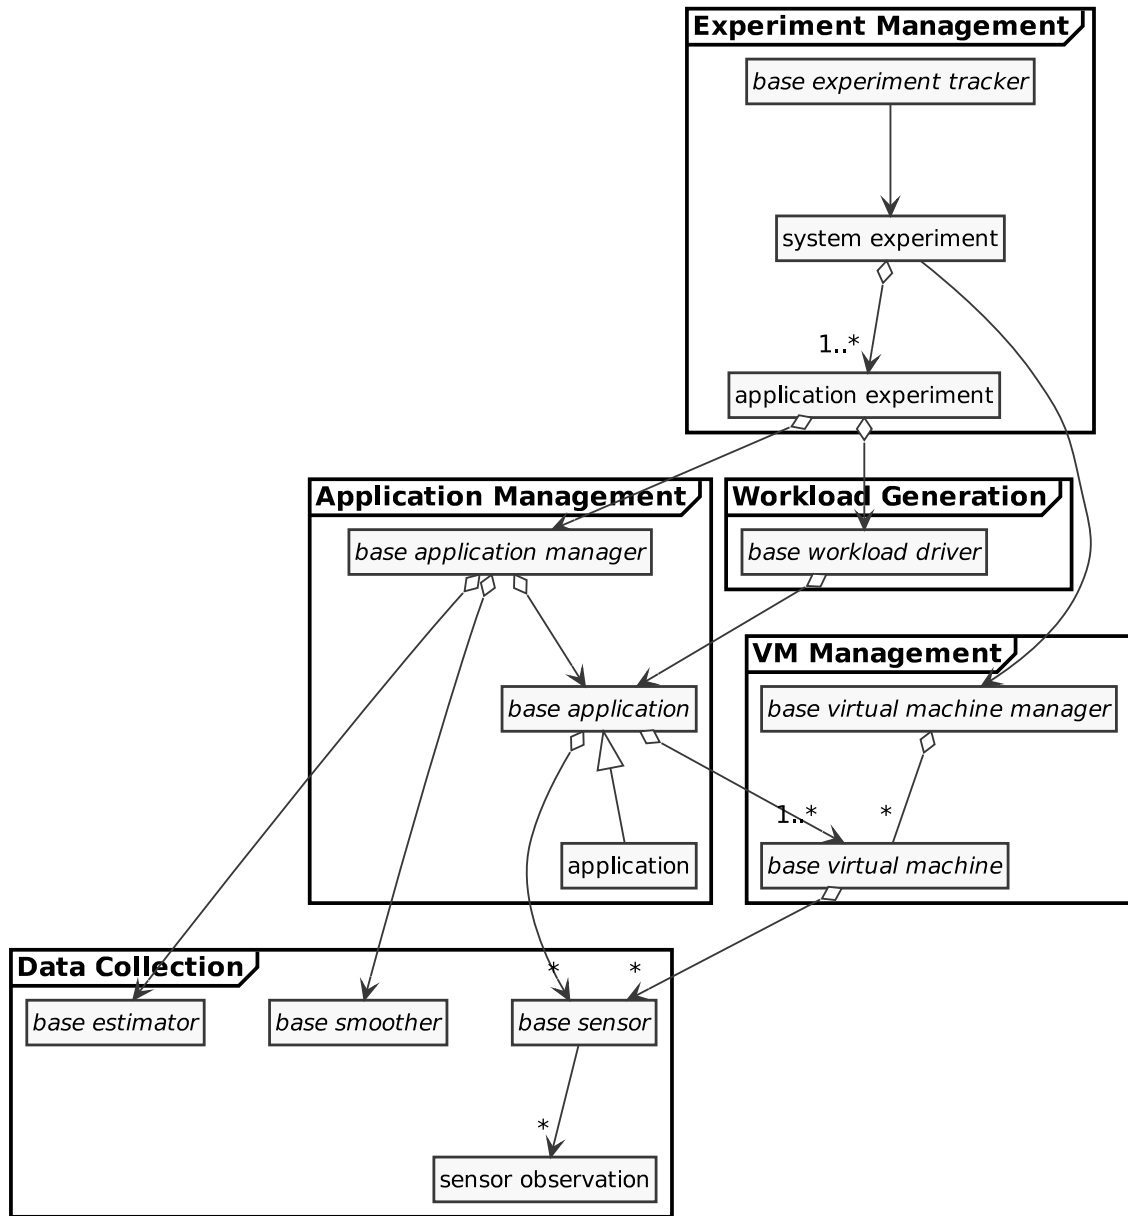 Experiment Management
base experiment tracker
system experiment
1..*
application experiment
Application Management
Workload Generation
base application manager
base workload driver
VM Management
base application
base virtual machine manager
1..*
*
application
base virtual machine
Data Collection
*
*
base estimator
base smoother
base sensor
*
sensor observation